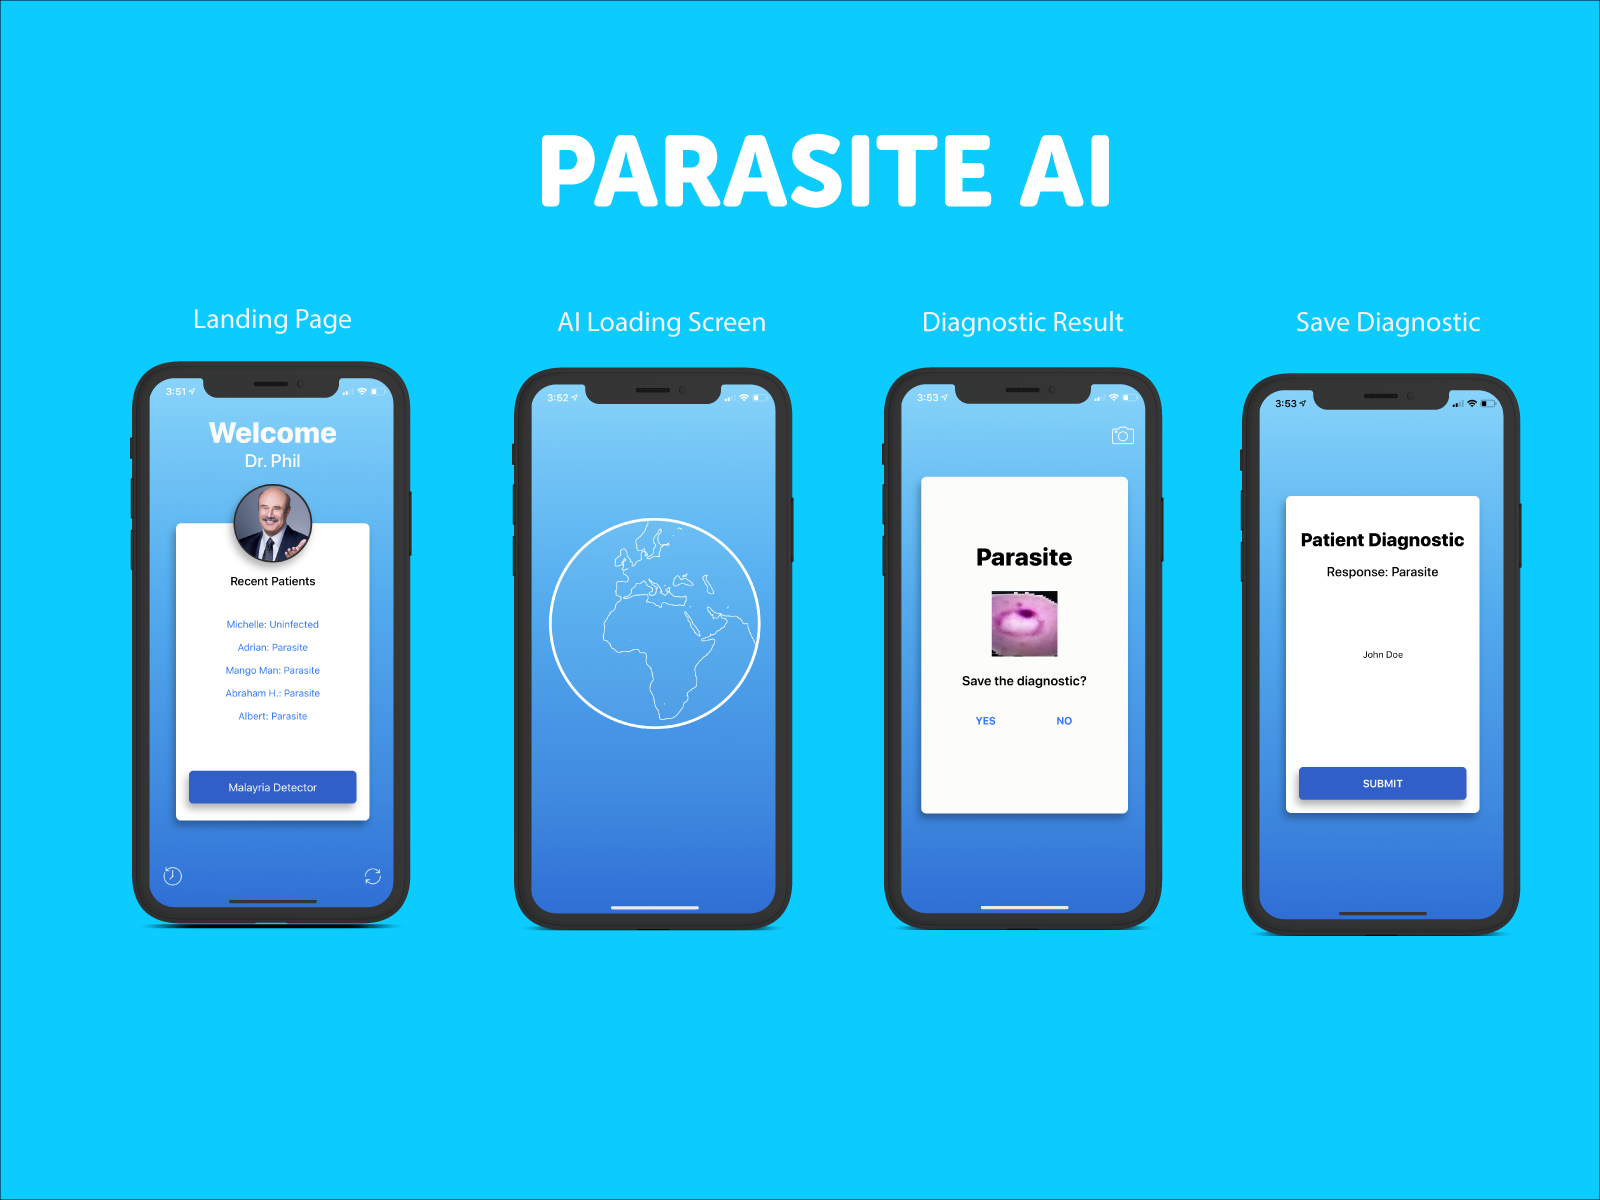 PARASITE AI
Landing Page
3:51
Welcome
Dr. Phil
Recent Patients
Michelle: Uninfected
Adrian: Parasite
Mango Man: Parasite
Abraham H.: Parasite
Albert: Parasite
Malayria Detector
AI Loading Screen
3:52
Diagnostic Result
3:53
Parasite
Save the diagnostic?
YES NO
Save Diagnostic
3:53
Patient Diagnostic
Response: Parasite
John Doe
SUBMIT